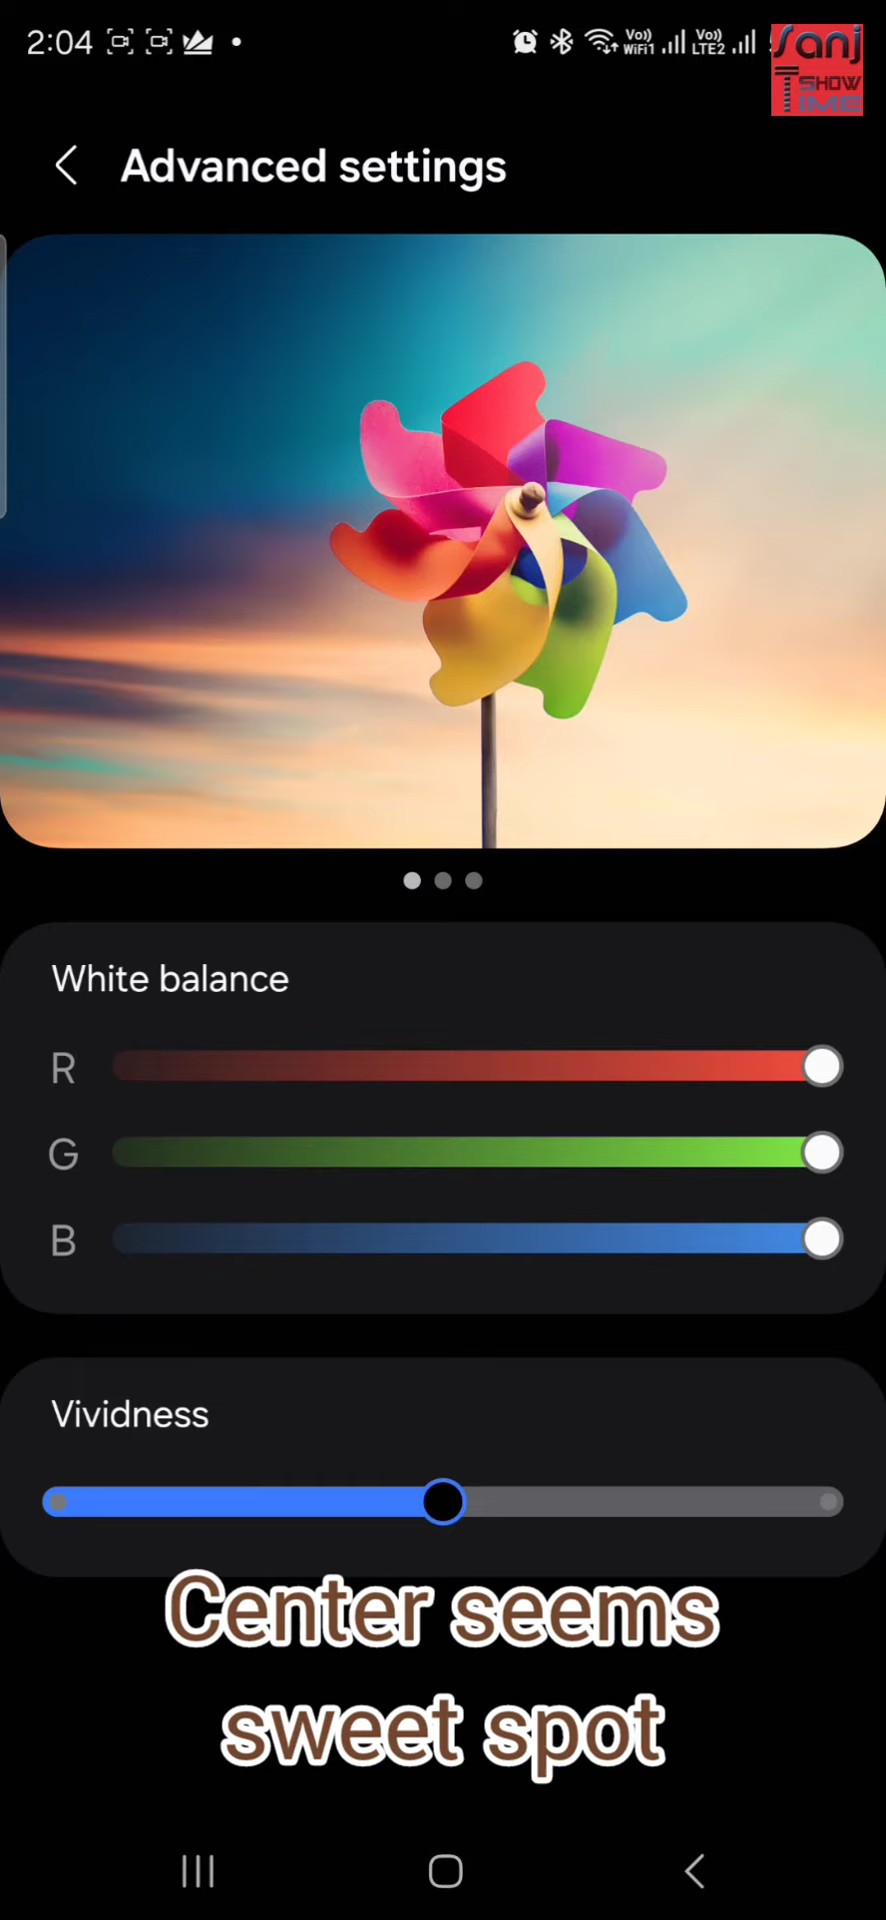 2:04
Vo)) WiFi1 Vo)) LTE2
Sanj
SHOW
TIME
Advanced settings
White balance
R
G
B
Vividness
Center seems
sweet spot